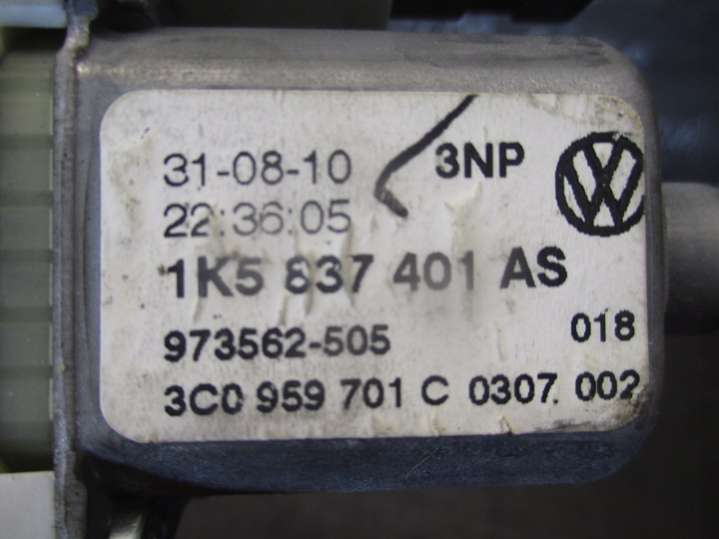 31-08-10 3NP
22:36:05
1K5 837 401 AS
973562-505 018
3C0 959 701 C 0307 002